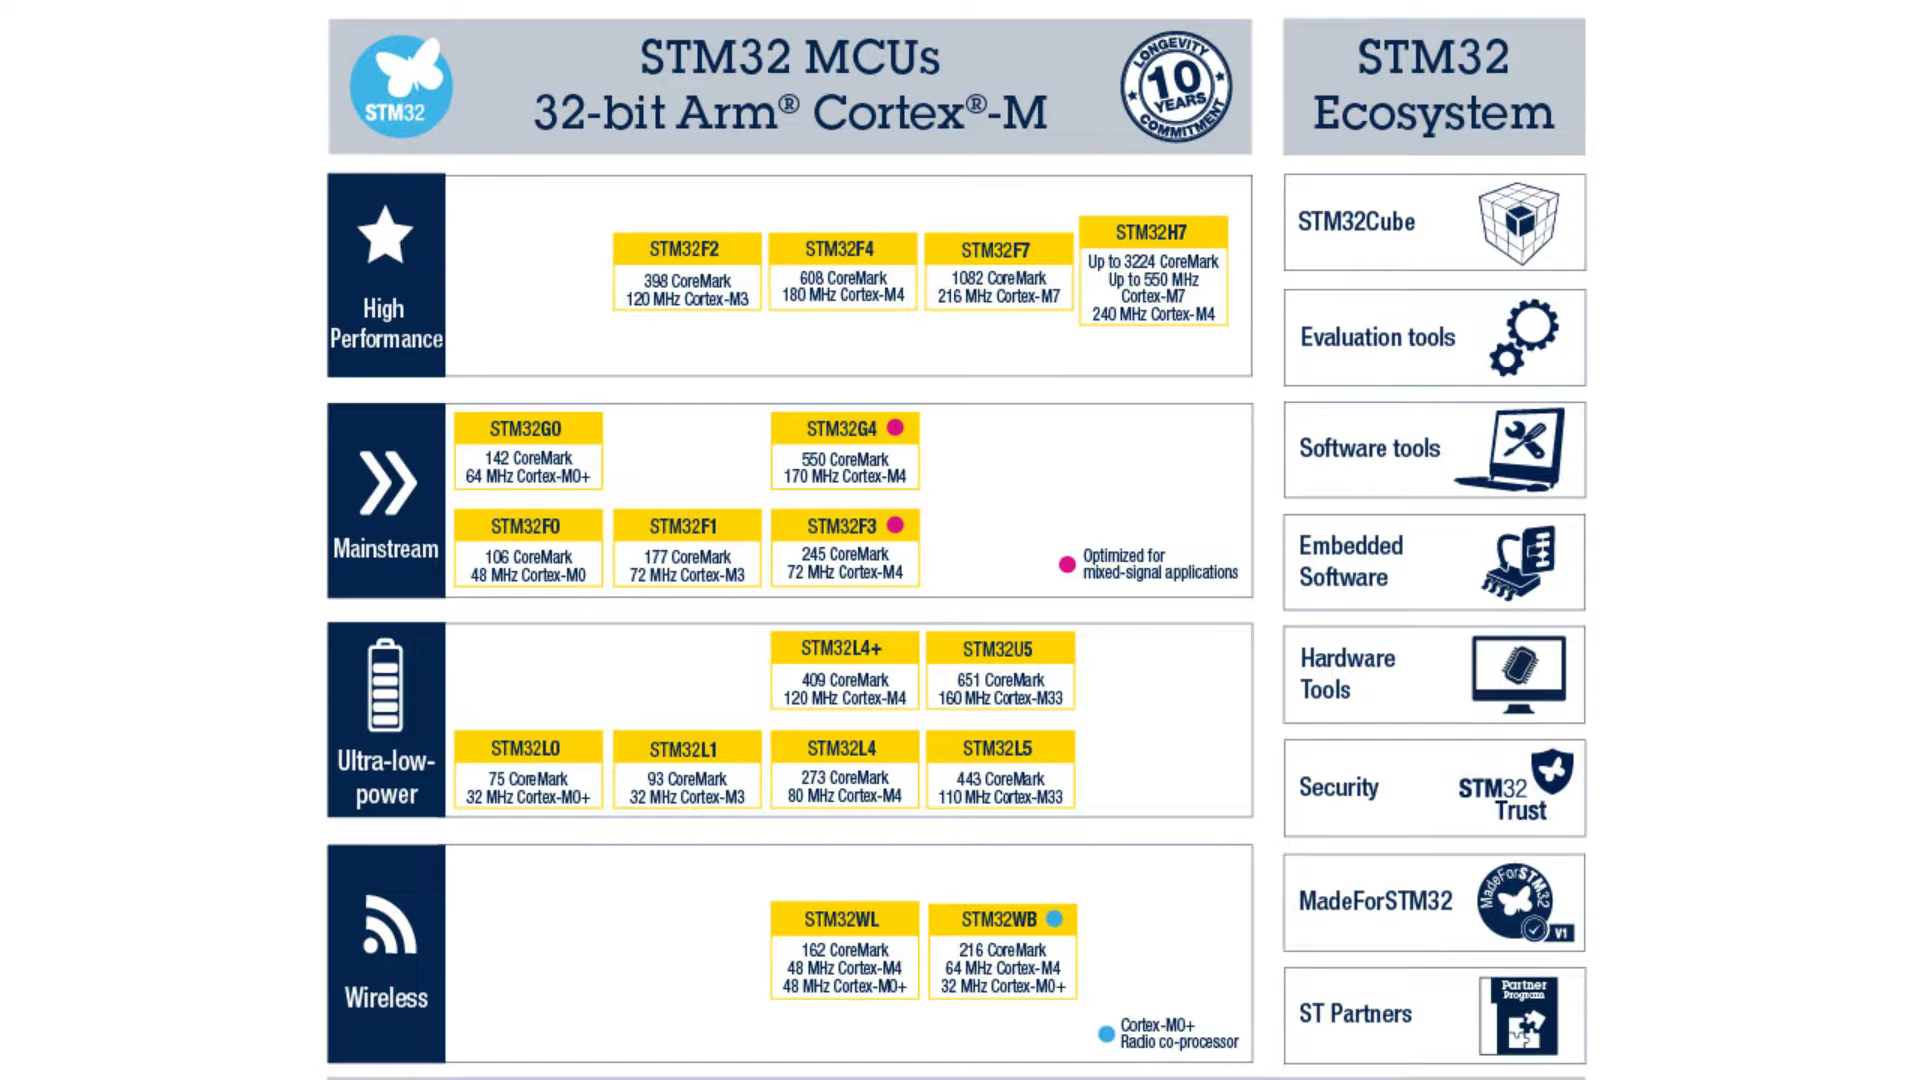 STM32
STM32 MCUs
32-bit Arm® Cortex®-M
LONGEVITY
10
YEARS
COMMITMENT
STM32
Ecosystem
High
Performance
STM32F2
398 CoreMark
120 MHz Cortex-M3
STM32F4
608 CoreMark
180 MHz Cortex-M4
STM32F7
1082 CoreMark
216 MHz Cortex-M7
STM32H7
Up to 3224 CoreMark
Up to 550 MHz
Cortex-M7
240 MHz Cortex-M4
Mainstream
STM32G0
142 CoreMark
64 MHz Cortex-M0+
STM32G4
550 CoreMark
170 MHz Cortex-M4
STM32F0
106 CoreMark
48 MHz Cortex-M0
STM32F1
177 CoreMark
72 MHz Cortex-M3
STM32F3
245 CoreMark
72 MHz Cortex-M4
Optimized for
mixed-signal applications
Ultra-low-
power
STM32L4+
409 CoreMark
120 MHz Cortex-M4
STM32U5
651 CoreMark
160 MHz Cortex-M33
STM32L0
75 CoreMark
32 MHz Cortex-M0+
STM32L1
93 CoreMark
32 MHz Cortex-M3
STM32L4
273 CoreMark
80 MHz Cortex-M4
STM32L5
443 CoreMark
110 MHz Cortex-M33
Wireless
STM32WL
162 CoreMark
48 MHz Cortex-M4
48 MHz Cortex-M0+
STM32WB
216 CoreMark
64 MHz Cortex-M4
32 MHz Cortex-M0+
Cortex-M0+
Radio co-processor
STM32Cube
Evaluation tools
Software tools
Embedded
Software
Hardware
Tools
Security
STM32
Trust
MadeForSTM32
MadeForSTM32
V1
ST Partners
Partner
Program